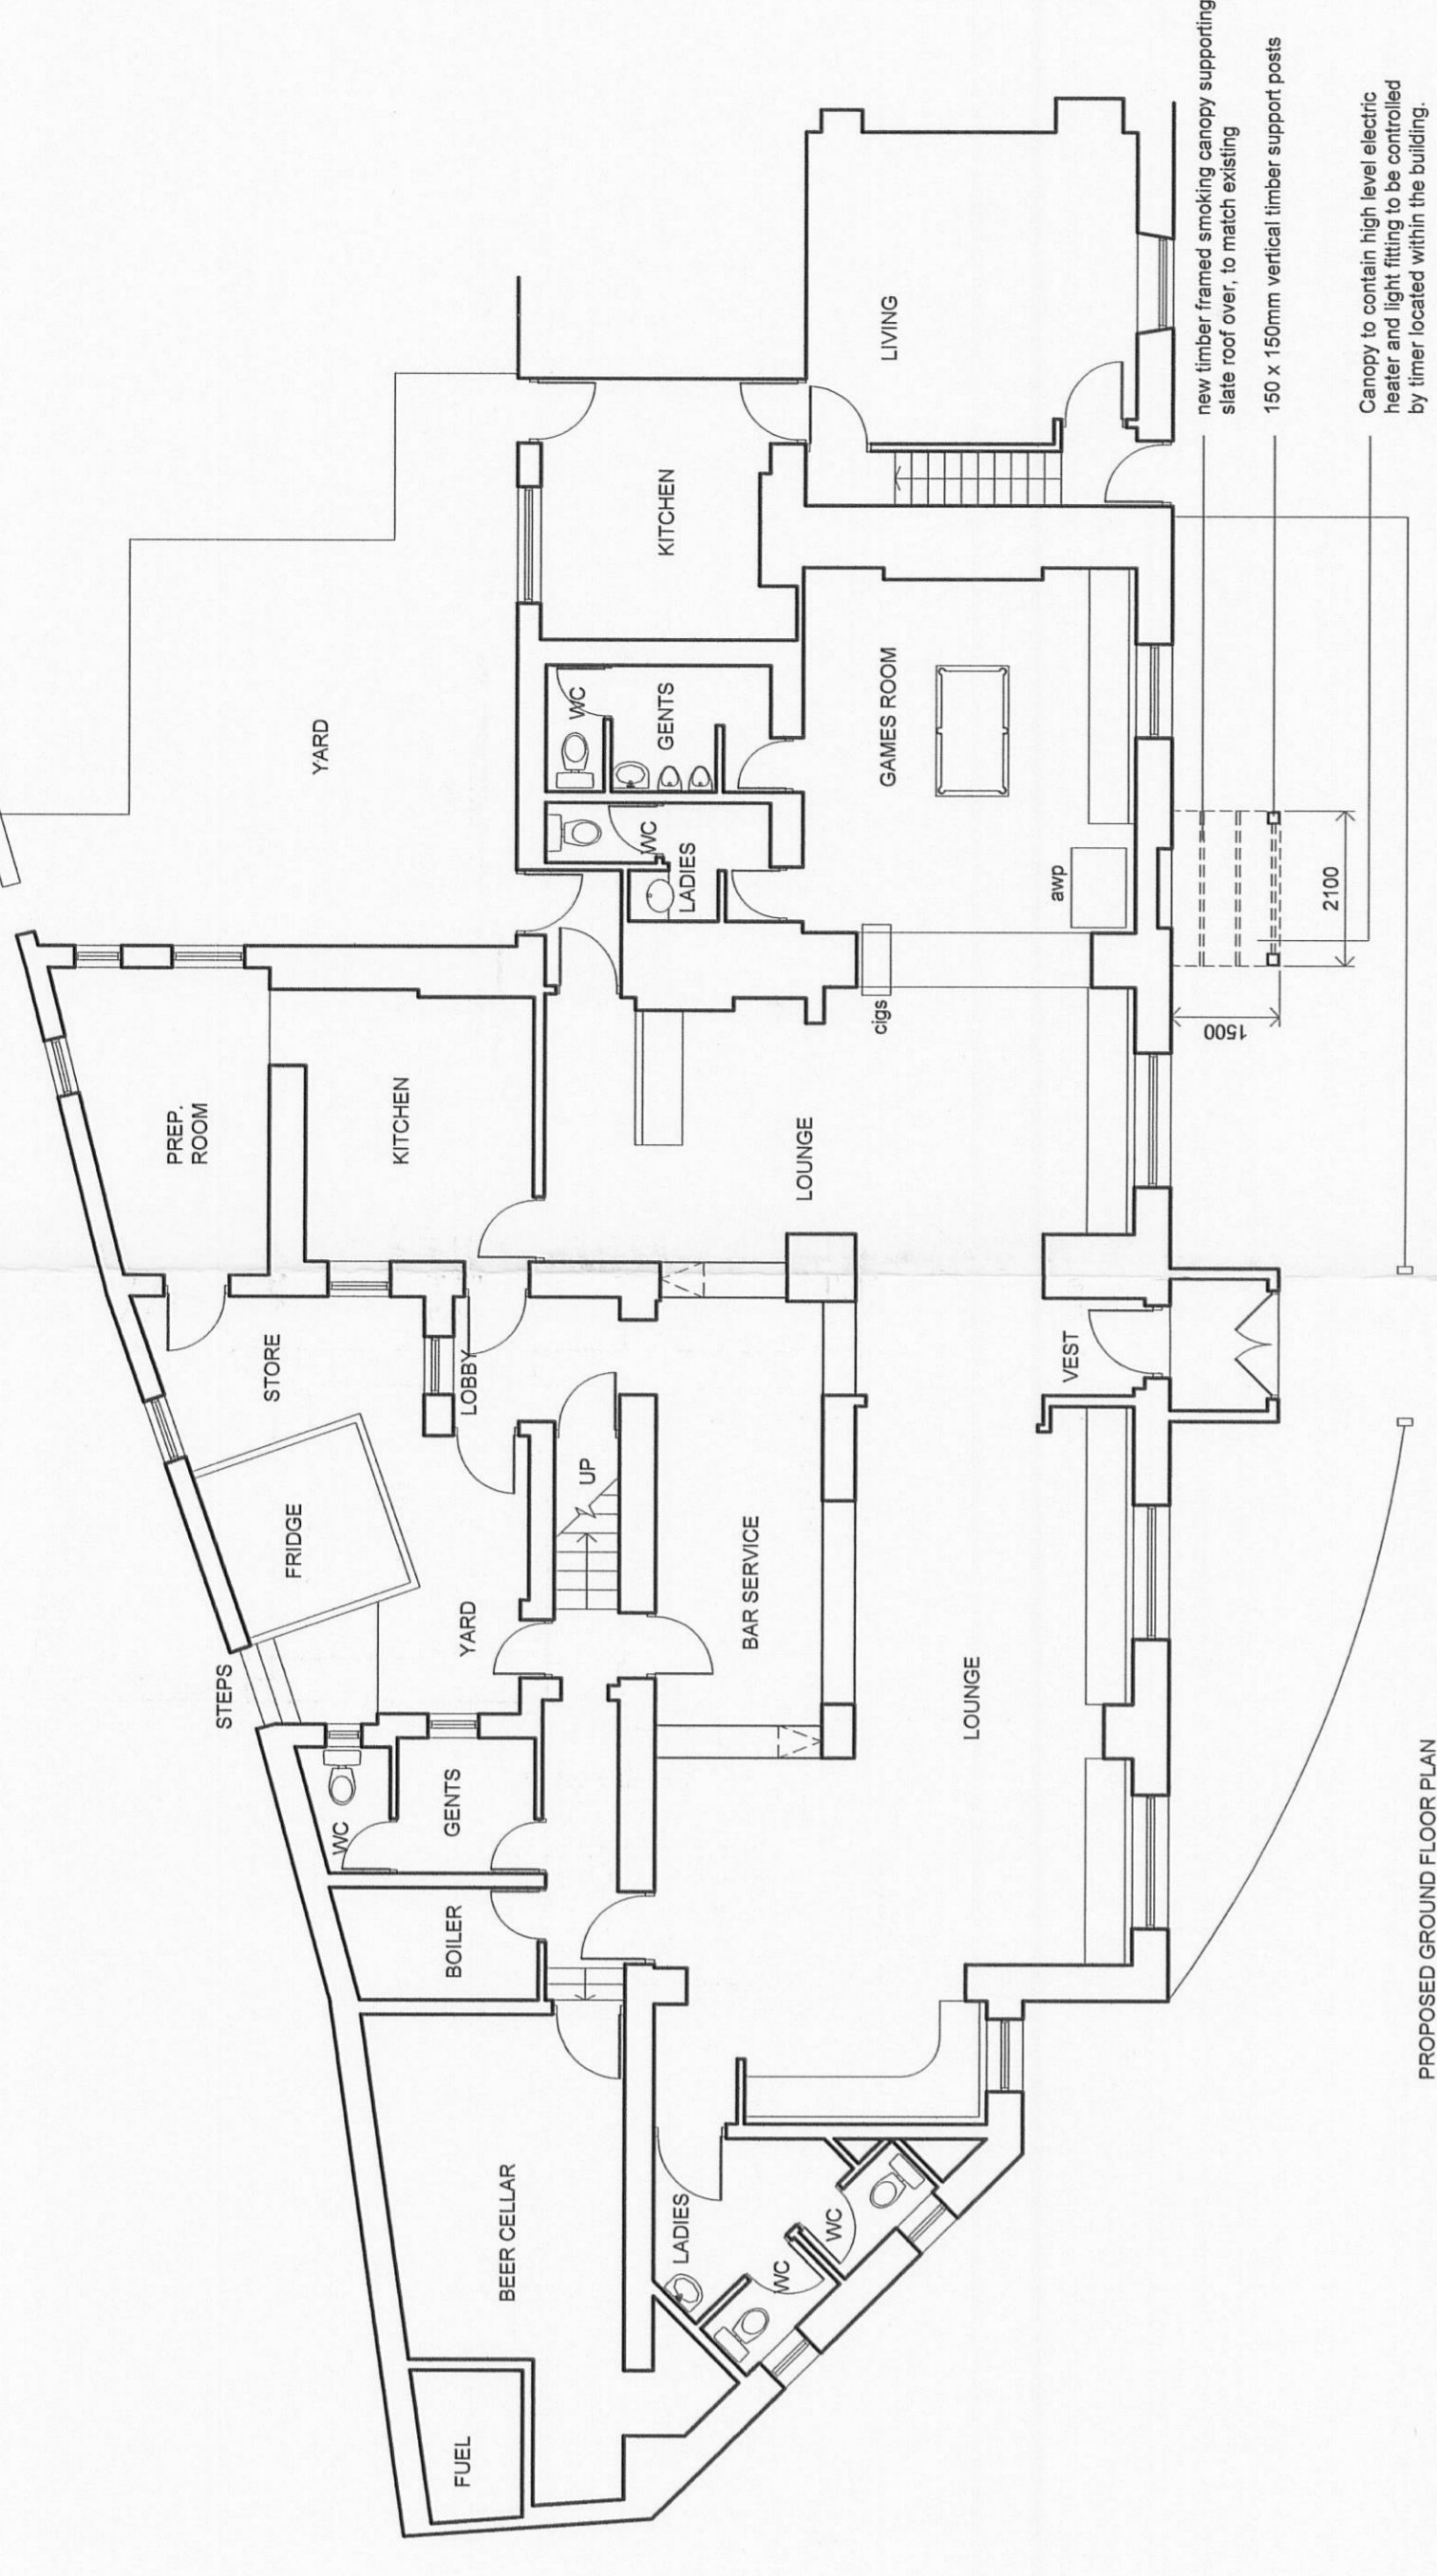 STEPS
PREP.
ROOM
STORE
FRIDGE
YARD
WC
KITCHEN
LOBBY
YARD
GENTS
BOILER
FUEL
BEER CELLAR
UP
WC
GENTS
KITCHEN
WC
LADIES
LADIES
WC
WC
BAR SERVICE
LOUNGE
cigs
GAMES ROOM
LIVING
LOUNGE
VEST
awp
1500
2100
new timber framed smoking canopy supporting
slate roof over, to match existing
150 x 150mm vertical timber support posts
Canopy to contain high level electric
heater and light fitting to be controlled
by timer located within the building.
PROPOSED GROUND FLOOR PLAN